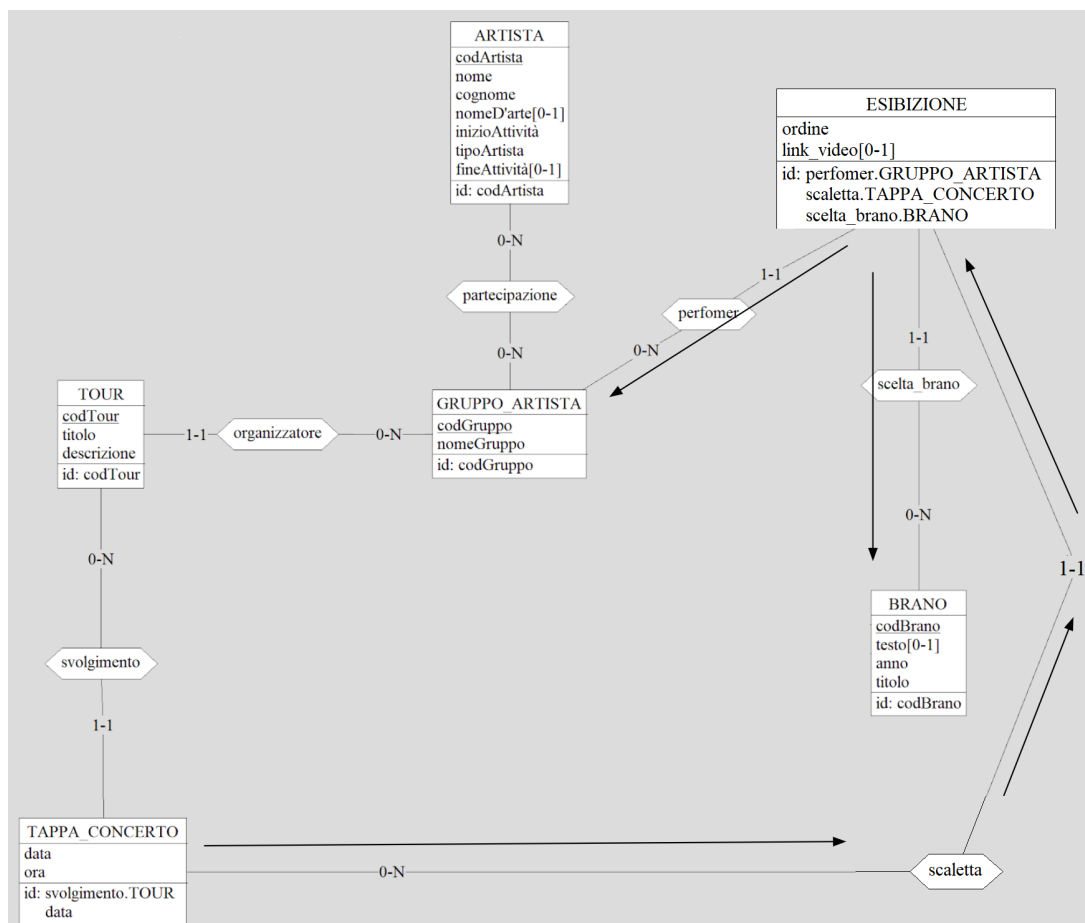 ARTISTA
codArtista
nome
cognome
nomeD'arte[0-1]
inizioAttività
tipoArtista
fineAttività[0-1]
id: codArtista
ESIBIZIONE
ordine
link_video[0-1]
id: perfomer.GRUPPO_ARTISTA
scaletta.TAPPA_CONCERTO
scelta_brano.BRANO
0-N
partecipazione
0-N
1-1
perfomer
0-N
1-1
scelta_brano
0-N
TOUR
codTour
titolo
descrizione
id: codTour
1-1
organizzatore
0-N
GRUPPO_ARTISTA
codGruppo
nomeGruppo
id: codGruppo
0-N
svolgimento
1-1
BRANO
codBrano
testo[0-1]
anno
titolo
id: codBrano
1-1
TAPPA_CONCERTO
data
ora
id: svolgimento.TOUR
data
0-N
scaletta